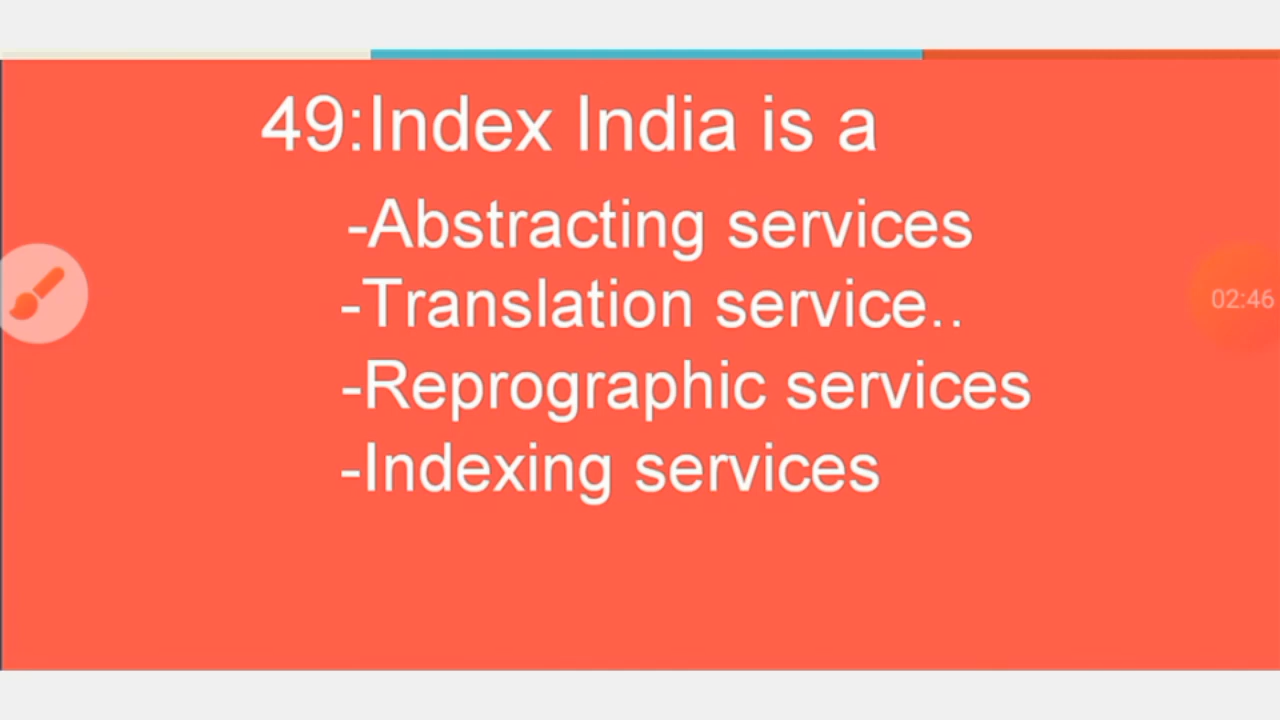 49:Index India is a
-Abstracting services
-Translation service..
-Reprographic services
-Indexing services
02:46